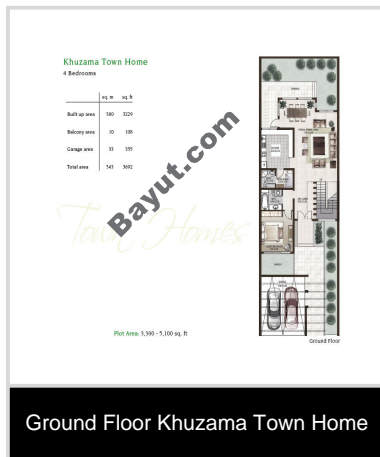 Khuzama Town Home
4 Bedrooms
sq. m sq. ft
Built up area 300 3229
Balcony area 10 108
Garage area 33 355
Total area 343 3692
Bayut.com
Town Homes
Plot Area: 3,300 - 5,100 sq. ft
Ground Floor
Ground Floor Khuzama Town Home